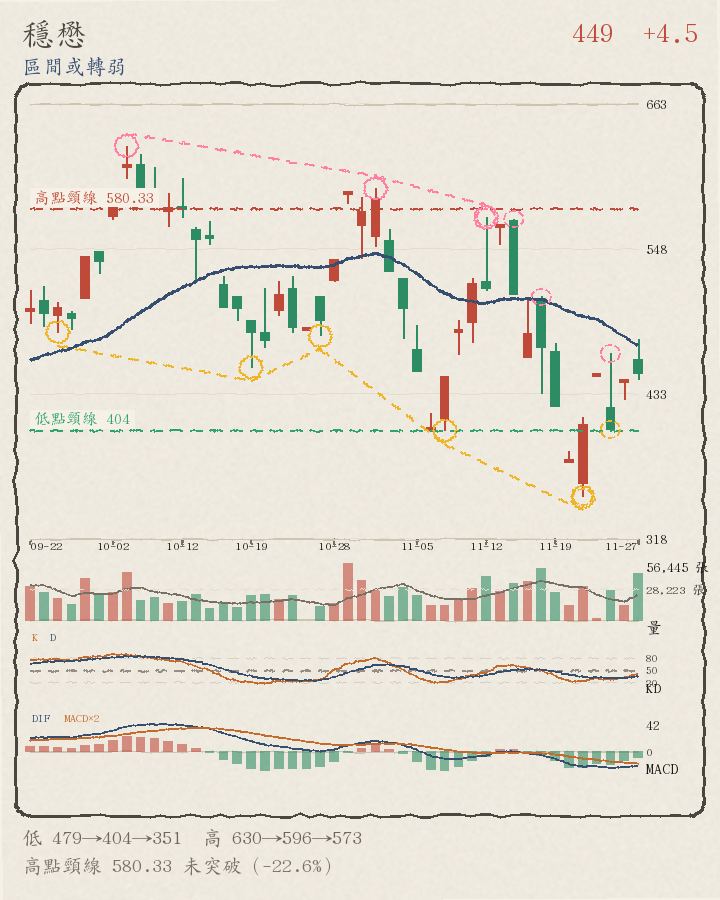 穩懋 449 +4.5
區間或轉弱
663
高點頸線 580.33
548
433
低點頸線 404
318
09-22 10-02 10-12 10-19 10-28 11-05 11-12 11-19 11-27
56,445 張
28,223 張
量
K D
80
50
20
KD
DIF MACD×2
42
0
MACD
低 479→404→351 高 630→596→573
高點頸線 580.33 未突破 (-22.6%)